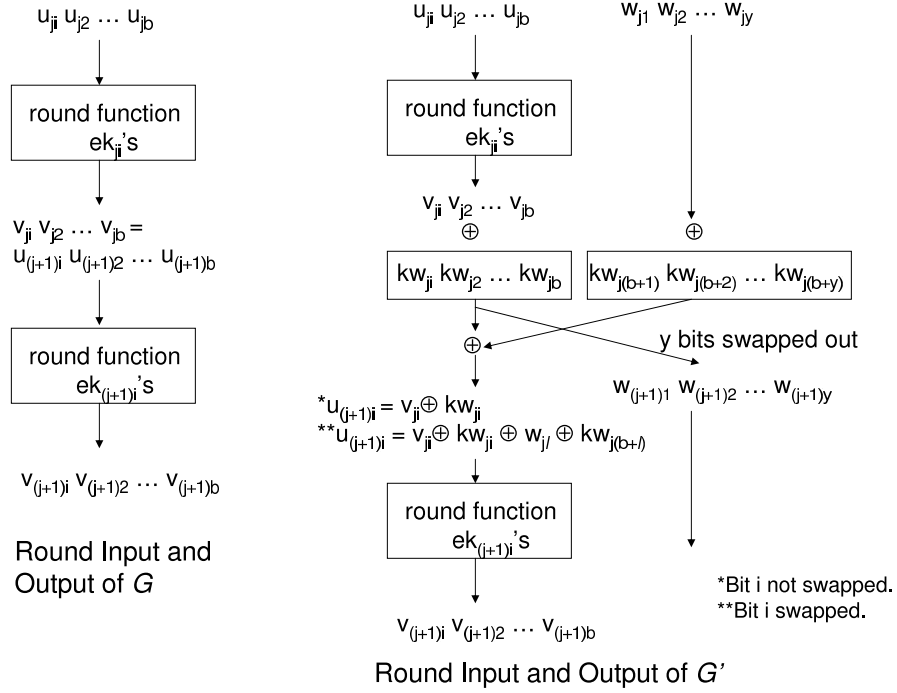 u_ji u_j2 … u_jb
round function
ek_ji's
v_ji v_j2 … v_jb =
u_(j+1)i u_(j+1)2 … u_(j+1)b
round function
ek_(j+1)i's
v_(j+1)i v_(j+1)2 … v_(j+1)b
Round Input and
Output of G
u_ji u_j2 … u_jb
w_j1 w_j2 … w_jy
round function
ek_ji's
v_ji v_j2 … v_jb
⊕
⊕
kw_ji kw_j2 … kw_jb
kw_j(b+1) kw_j(b+2) … kw_j(b+y)
⊕
y bits swapped out
w_(j+1)1 w_(j+1)2 … w_(j+1)y
*u_(j+1)i = v_ji⊕ kw_ji
**u_(j+1)i = v_ji⊕ kw_ji ⊕ w_jl ⊕ kw_j(b+l)
round function
ek_(j+1)i's
v_(j+1)i v_(j+1)2 … v_(j+1)b
*Bit i not swapped.
**Bit i swapped.
Round Input and Output of G'